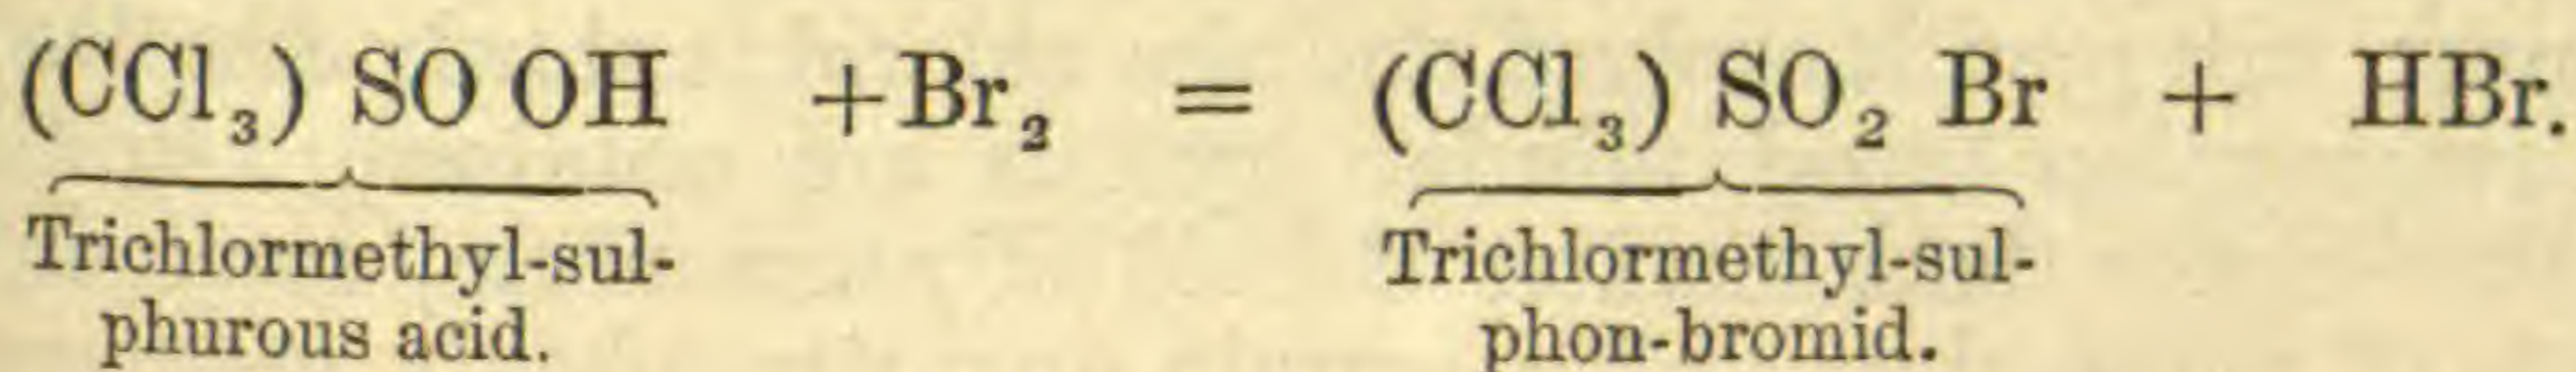 (CCl₃) SO OH +Br₂ = (CCl₃) SO₂ Br + HBr.
Trichlormethyl-sul- Trichlormethyl-sul-
phurous acid. phon-bromid.